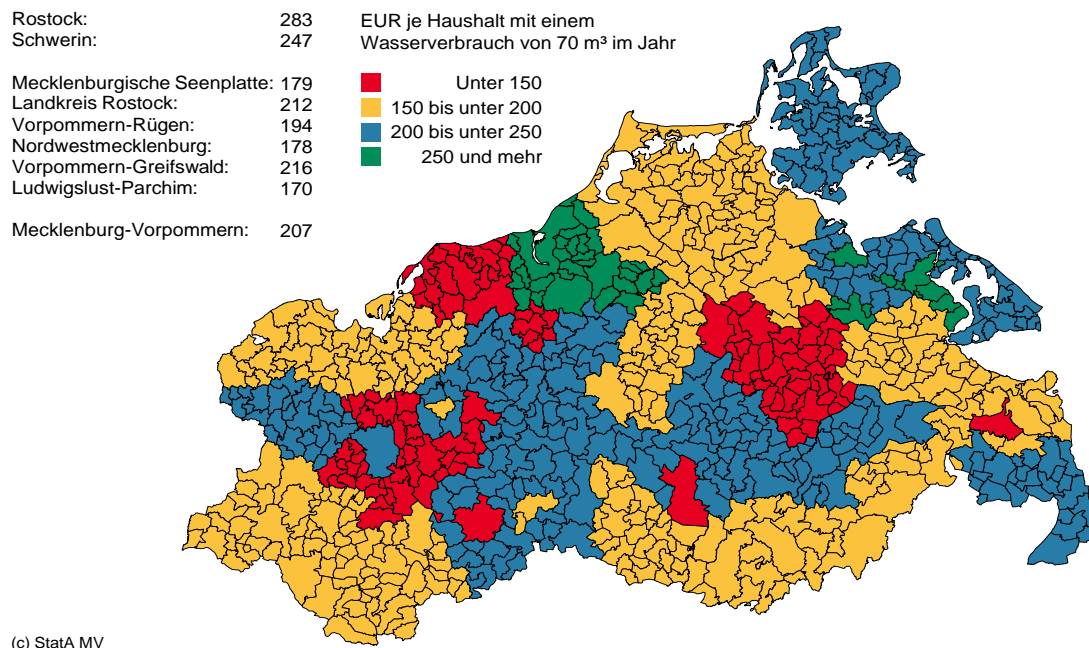 Rostock: 283
Schwerin: 247
Mecklenburgische Seenplatte: 179
Landkreis Rostock: 212
Vorpommern-Rügen: 194
Nordwestmecklenburg: 178
Vorpommern-Greifswald: 216
Ludwigslust-Parchim: 170
Mecklenburg-Vorpommern: 207
EUR je Haushalt mit einem
Wasserverbrauch von 70 m³ im Jahr
Unter 150
150 bis unter 200
200 bis unter 250
250 und mehr
(c) StatA MV